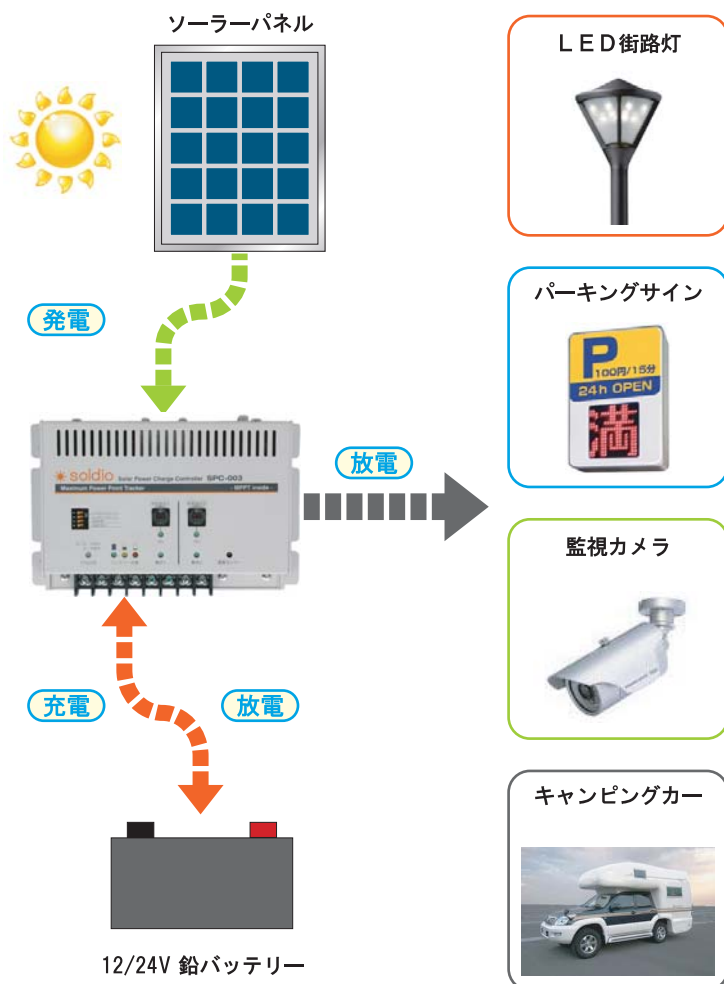 ソーラーパネル
発電
soldio Solar Power Charge Controller SPC-003
Maximum Power Point Tracker - MPPT inside -
放電
充電
放電
12/24V 鉛バッテリー
LED街路灯
パーキングサイン
P
100円/15分
24h OPEN
満
監視カメラ
キャンピングカー